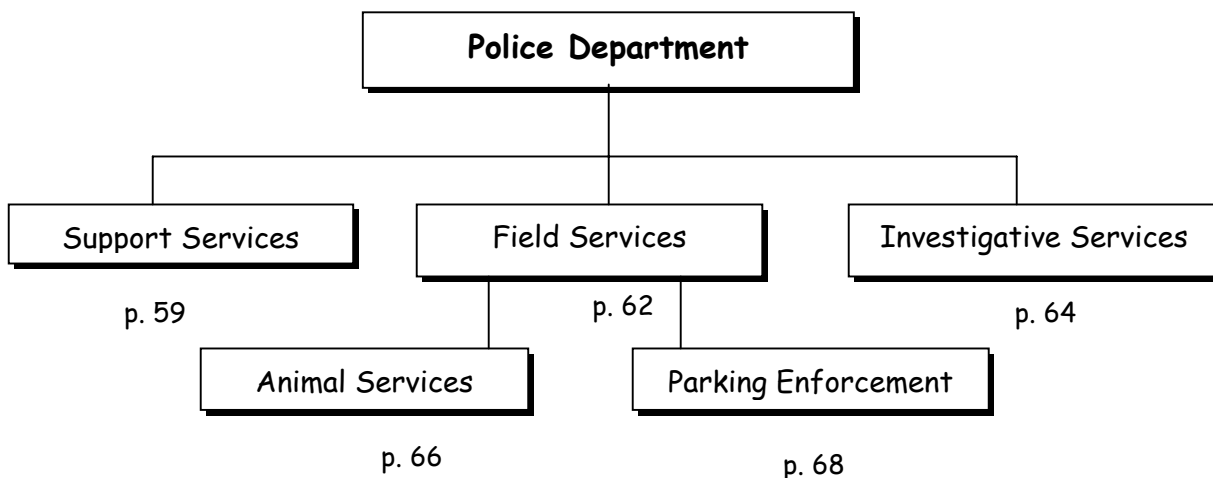 Police Department
Support Services
Field Services
Investigative Services
p. 59
p. 62
p. 64
Animal Services
Parking Enforcement
p. 66
p. 68